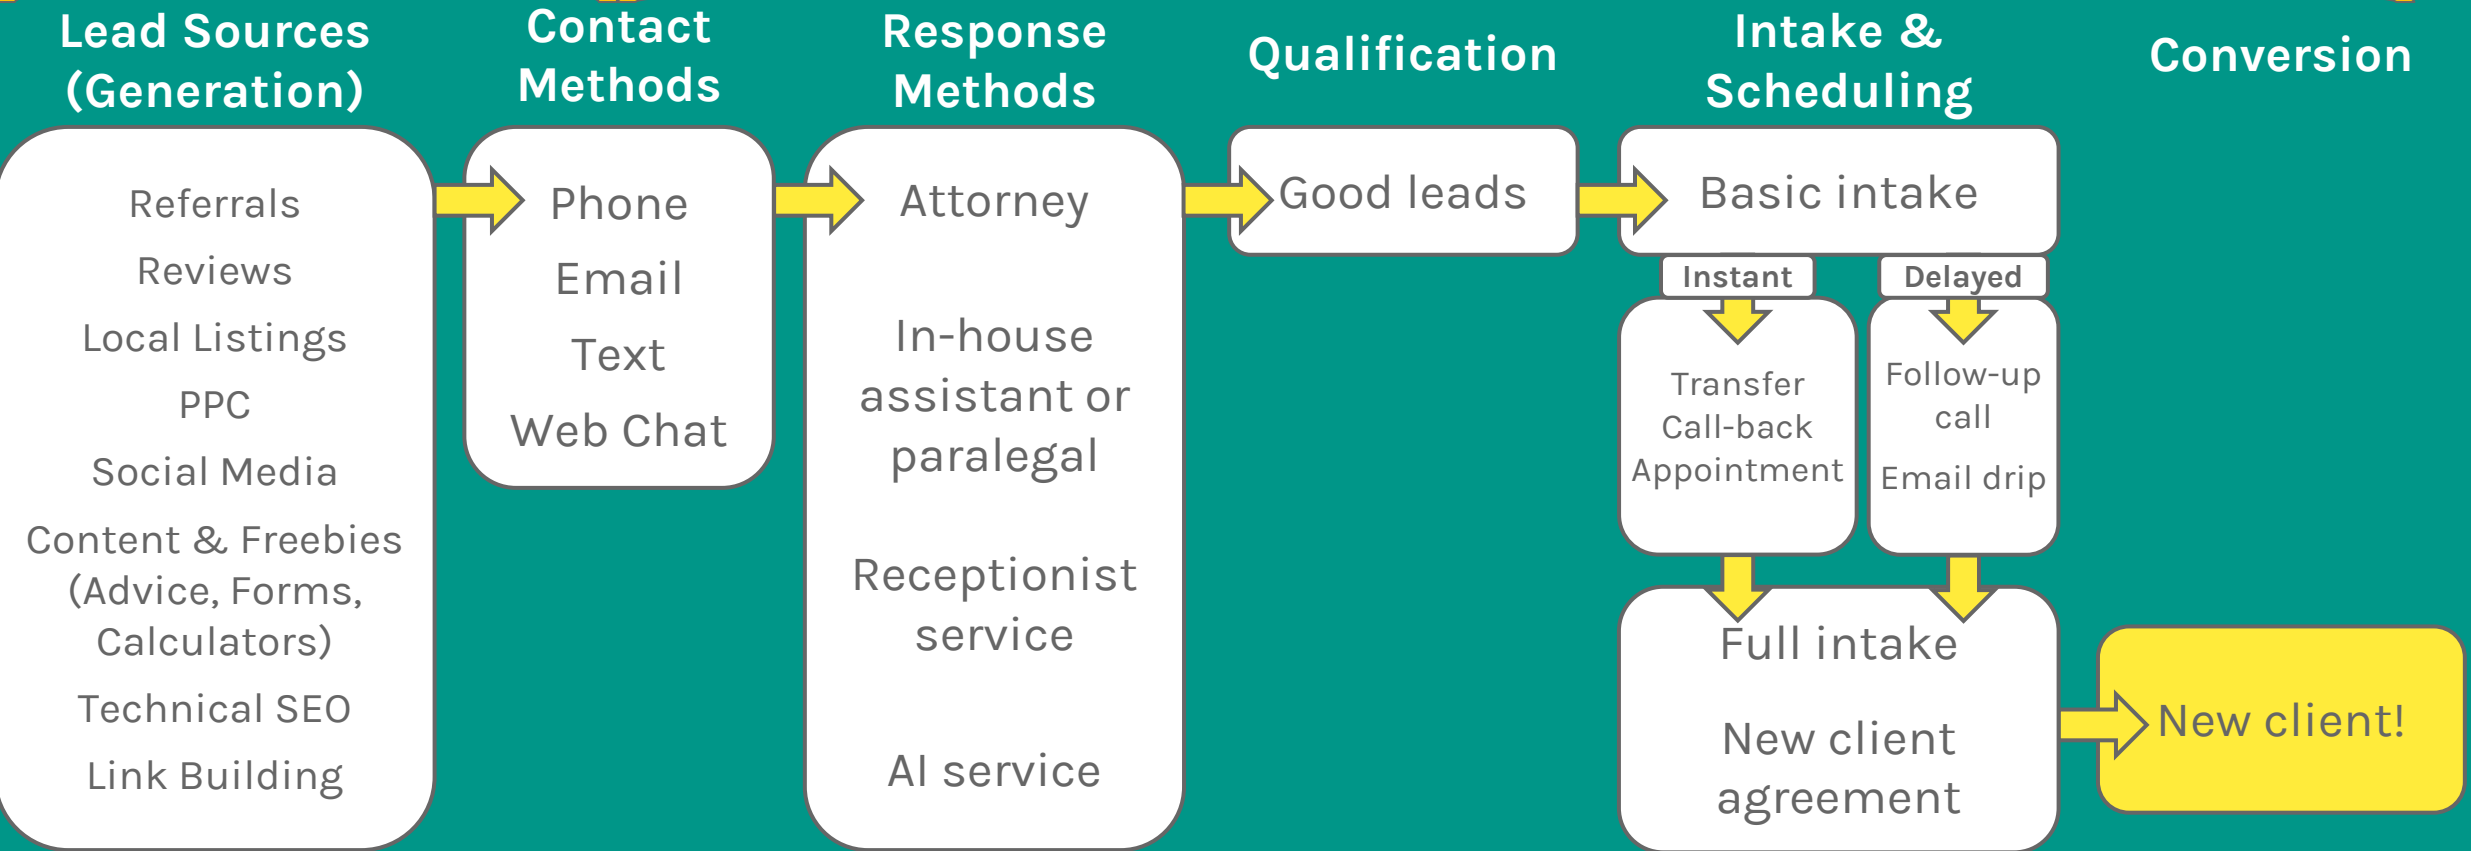 Lead Sources
(Generation)
Contact
Methods
Response
Methods
Qualification
Intake &
Scheduling
Conversion
Referrals
Reviews
Local Listings
PPC
Social Media
Content & Freebies
(Advice, Forms,
Calculators)
Technical SEO
Link Building
Phone
Email
Text
Web Chat
Attorney
In-house
assistant or
paralegal
Receptionist
service
AI service
Good leads
Basic intake
Instant
Transfer
Call-back
Appointment
Delayed
Follow-up
call
Email drip
Full intake
New client
agreement
New client!